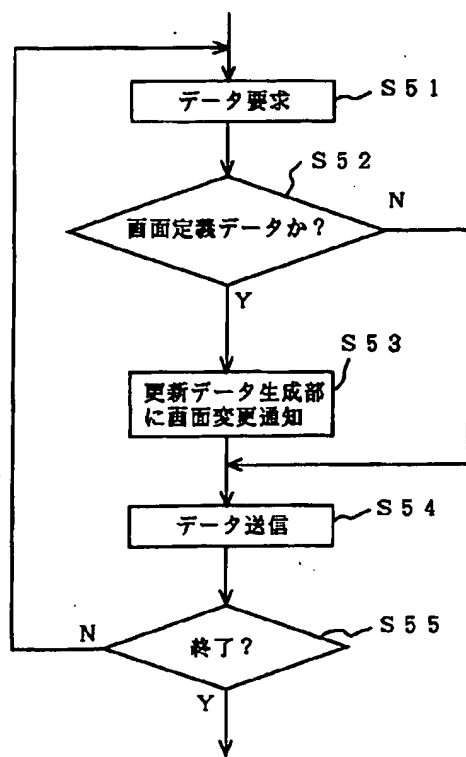 データ要求
S51
S52
画面定義データか？
N
Y
S53
更新データ生成部
に画面変更通知
データ送信
S54
終了？
S55
N
Y